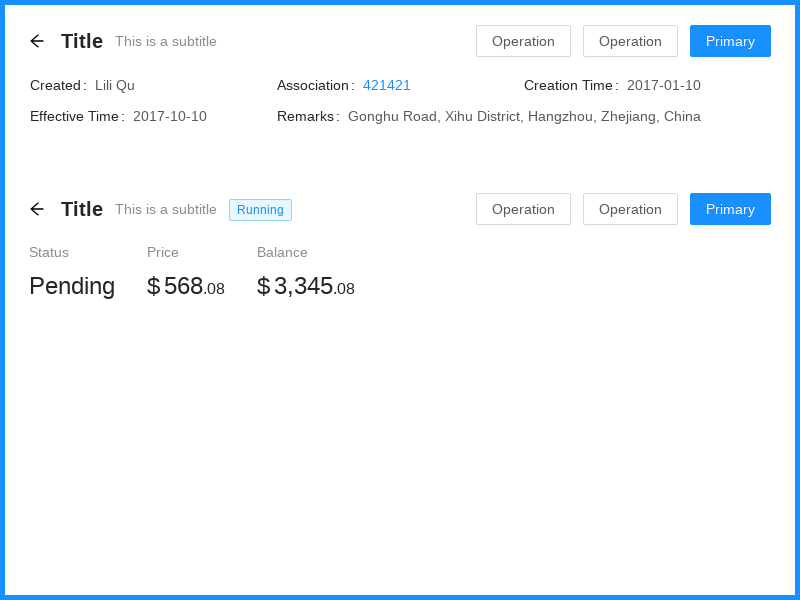 Title This is a subtitle Operation Operation Primary
Created: Lili Qu Association: 421421 Creation Time: 2017-01-10
Effective Time: 2017-10-10 Remarks: Gonghu Road, Xihu District, Hangzhou, Zhejiang, China
Title This is a subtitle Running Operation Operation Primary
Status Price Balance
Pending $568.08 $3,345.08